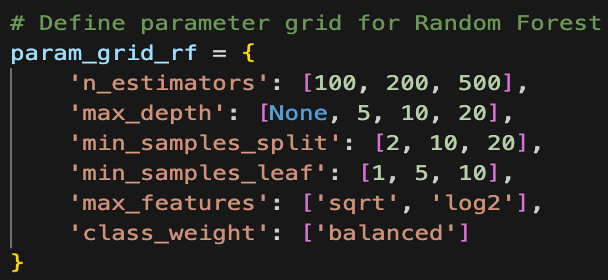 # Define parameter grid for Random Forest
param_grid_rf = {
    'n_estimators': [100, 200, 500],
    'max_depth': [None, 5, 10, 20],
    'min_samples_split': [2, 10, 20],
    'min_samples_leaf': [1, 5, 10],
    'max_features': ['sqrt', 'log2'],
    'class_weight': ['balanced']
}